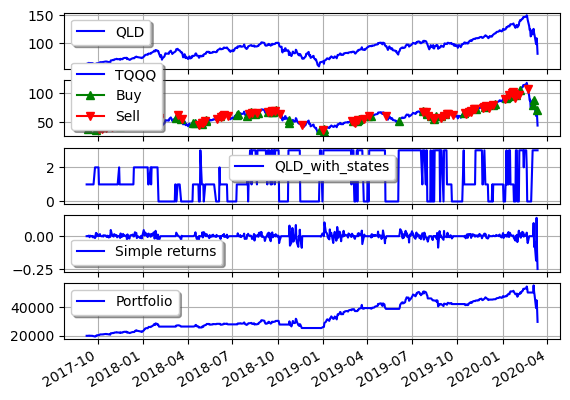 150
QLD
100
TQQQ
100
Buy
50
Sell
2
QLD_with_states
0
0.00
Simple returns
−0.25
Portfolio
40000
20000
2017-10 2018-01 2018-04 2018-07 2018-10 2019-01 2019-04 2019-07 2019-10 2020-01 2020-04